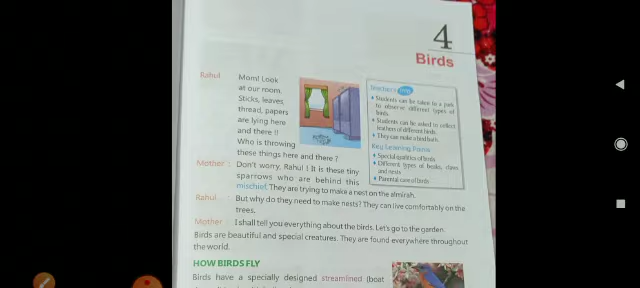 4
Birds
Rahul : Mom! Look
at our room.
Sticks, leaves,
thread, papers
are lying here
and there !!
Who is throwing
these things here and there ?
Teacher's
Students can be taken to a park
to observe different types of
birds.
Students can be asked to collect
feathers of different birds.
They can make a bird barn.
Key Learning Points
Special qualities of birds
Different types of beaks, claws
and nests
Parental care of birds
Mother : Don't worry, Rahul ! It is these tiny
sparrows who are behind this
mischief. They are trying to make a nest on the almirah.
Rahul : But why do they need to make nests? They can live comfortably on the
trees.
Mother : I shall tell you everything about the birds. Let's go to the garden.
Birds are beautiful and special creatures. They are found everywhere throughout
the world.
HOW BIRDS FLY
Birds have a specially designed streamlined (boat